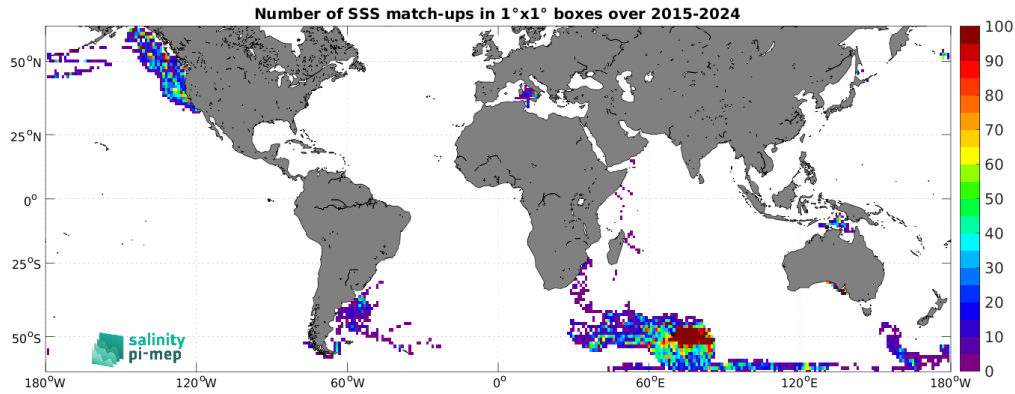 Number of SSS match-ups in 1°x1° boxes over 2015-2024
100
90
80
70
60
50
40
30
20
10
0
50°N
25°N
0°
25°S
50°S
salinity
pi-mep
180°W 120°W 60°W 0° 60°E 120°E 180°W